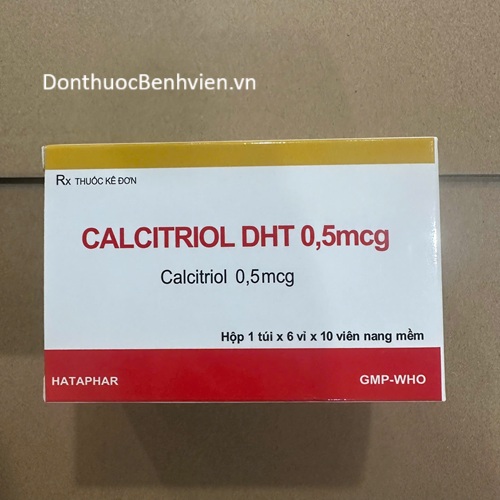 DonthuocBenhvien.vn
Rx THUỐC KÊ ĐƠN
CALCITRIOL DHT 0,5mcg
Calcitriol 0,5mcg
Hộp 1 túi x 6 vỉ x 10 viên nang mềm
HATAPHAR GMP-WHO